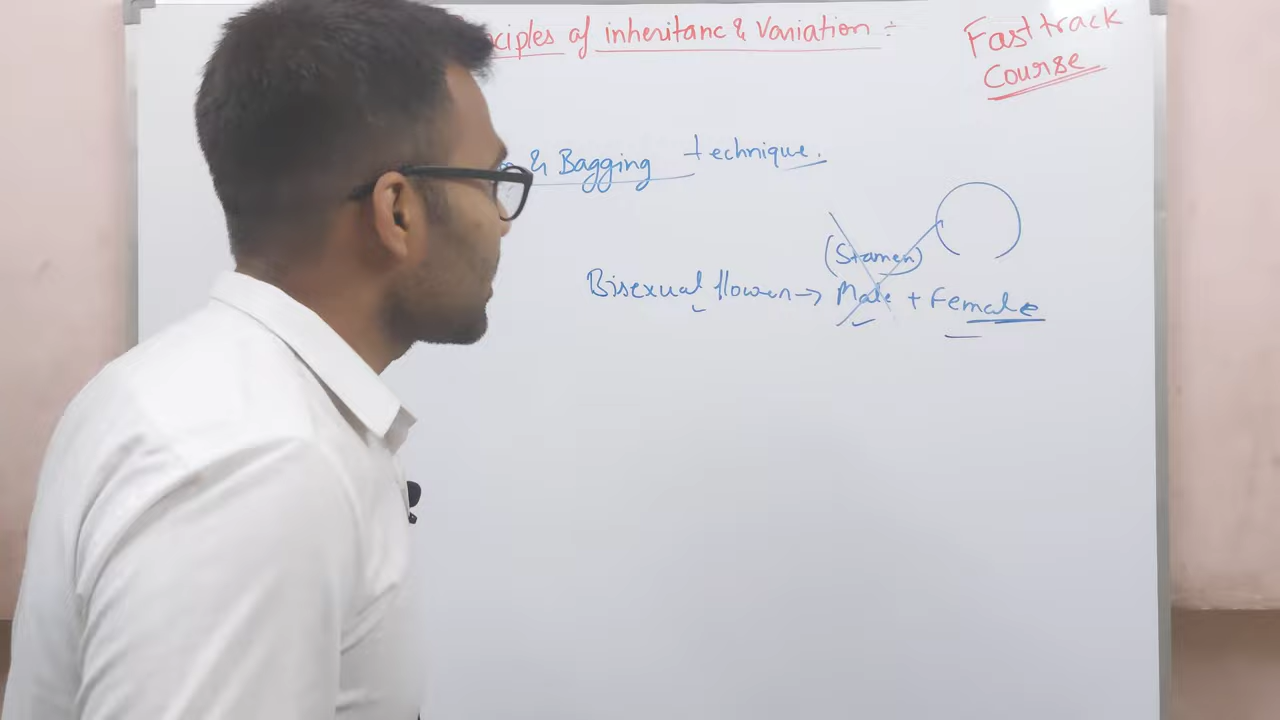 ciples of inheritanc & Variation :-
Fast track
Course
& Bagging technique.
(Stamen)
Bisexual flower → Male + Female